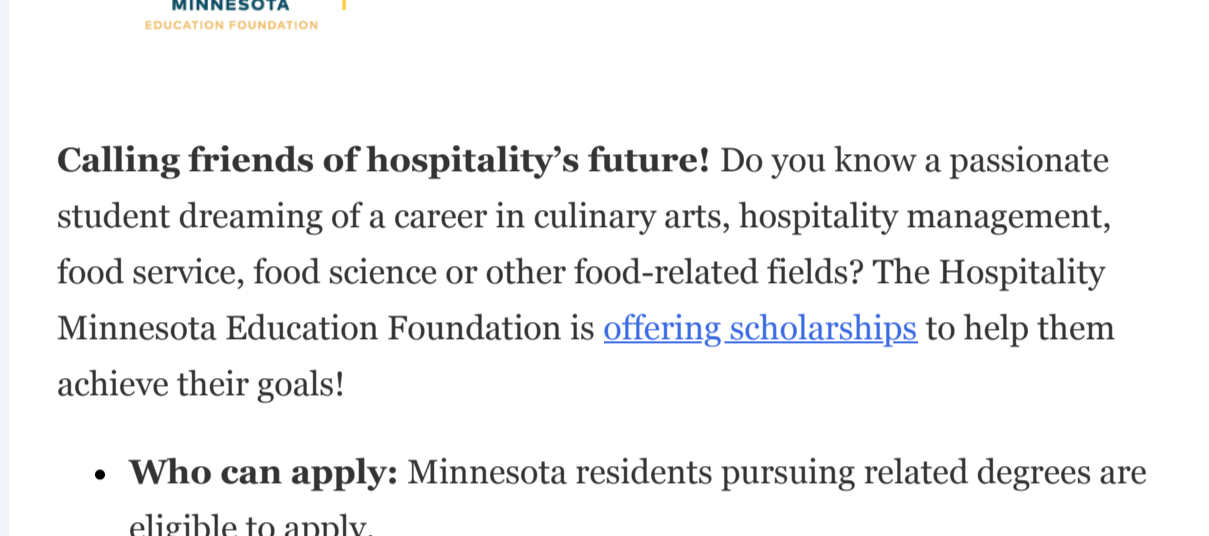 MINNESOTA
EDUCATION FOUNDATION
Calling friends of hospitality’s future! Do you know a passionate
student dreaming of a career in culinary arts, hospitality management,
food service, food science or other food-related fields? The Hospitality
Minnesota Education Foundation is offering scholarships to help them
achieve their goals!
• Who can apply: Minnesota residents pursuing related degrees are
eligible to apply.